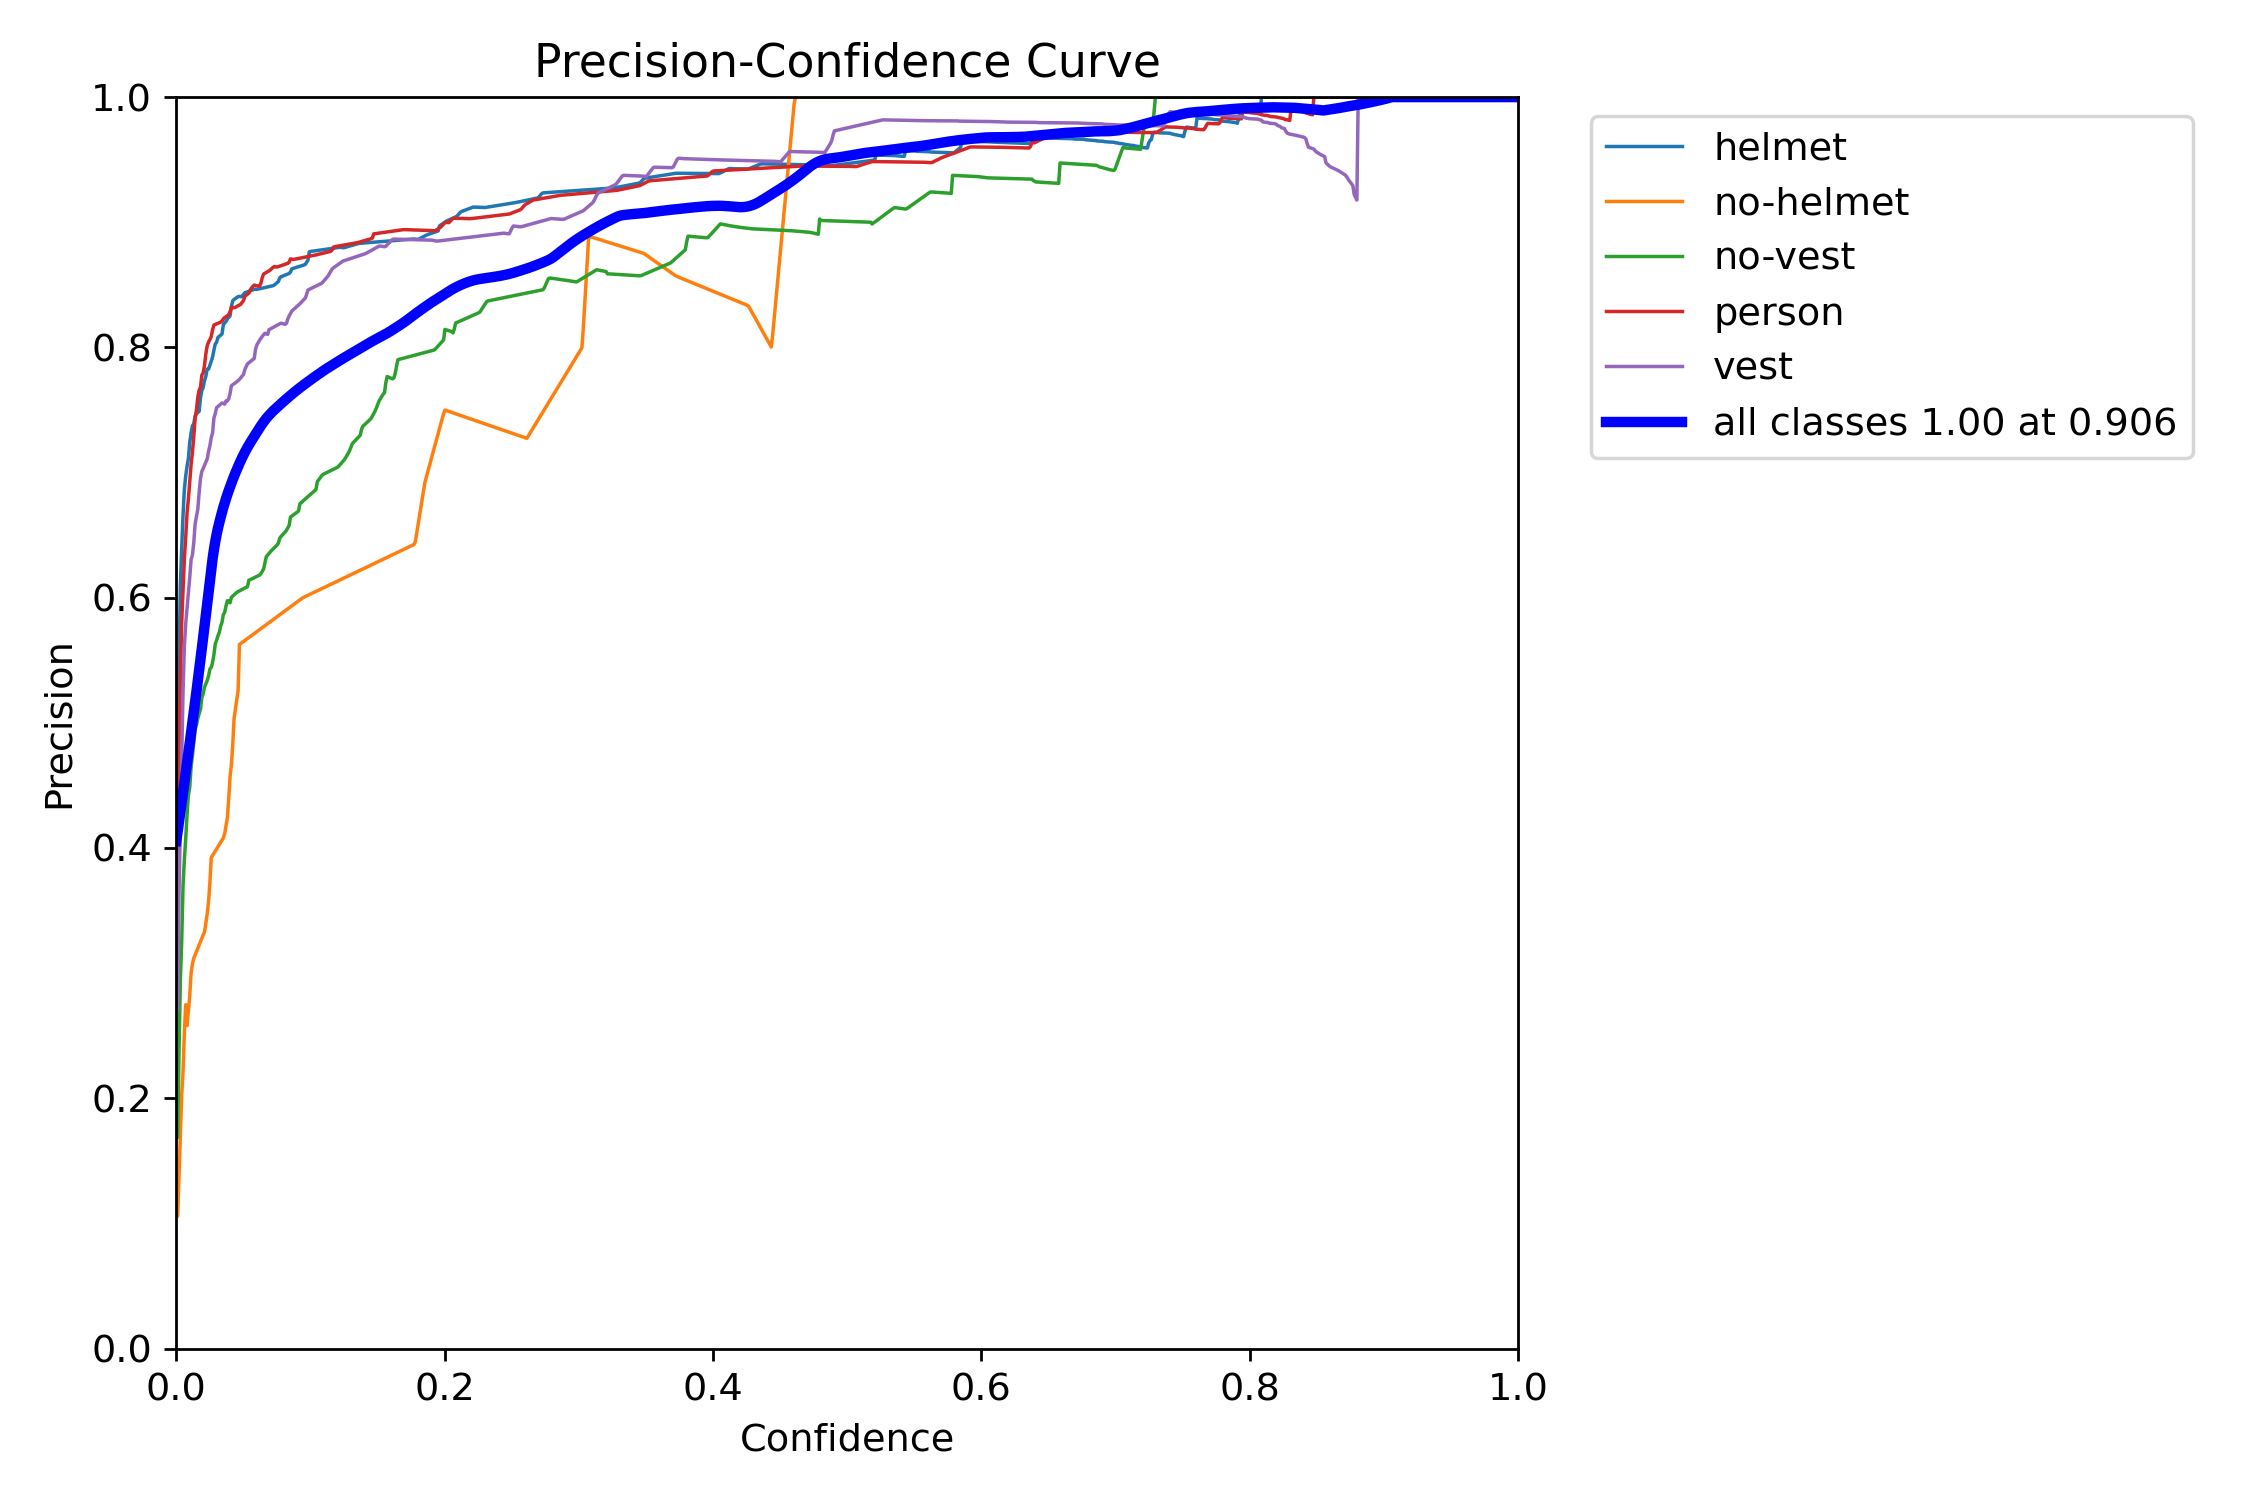 Precision-Confidence Curve
1.0
0.8
0.6
0.4
0.2
0.0
Precision
0.0 0.2 0.4 0.6 0.8 1.0
Confidence
helmet
no-helmet
no-vest
person
vest
all classes 1.00 at 0.906